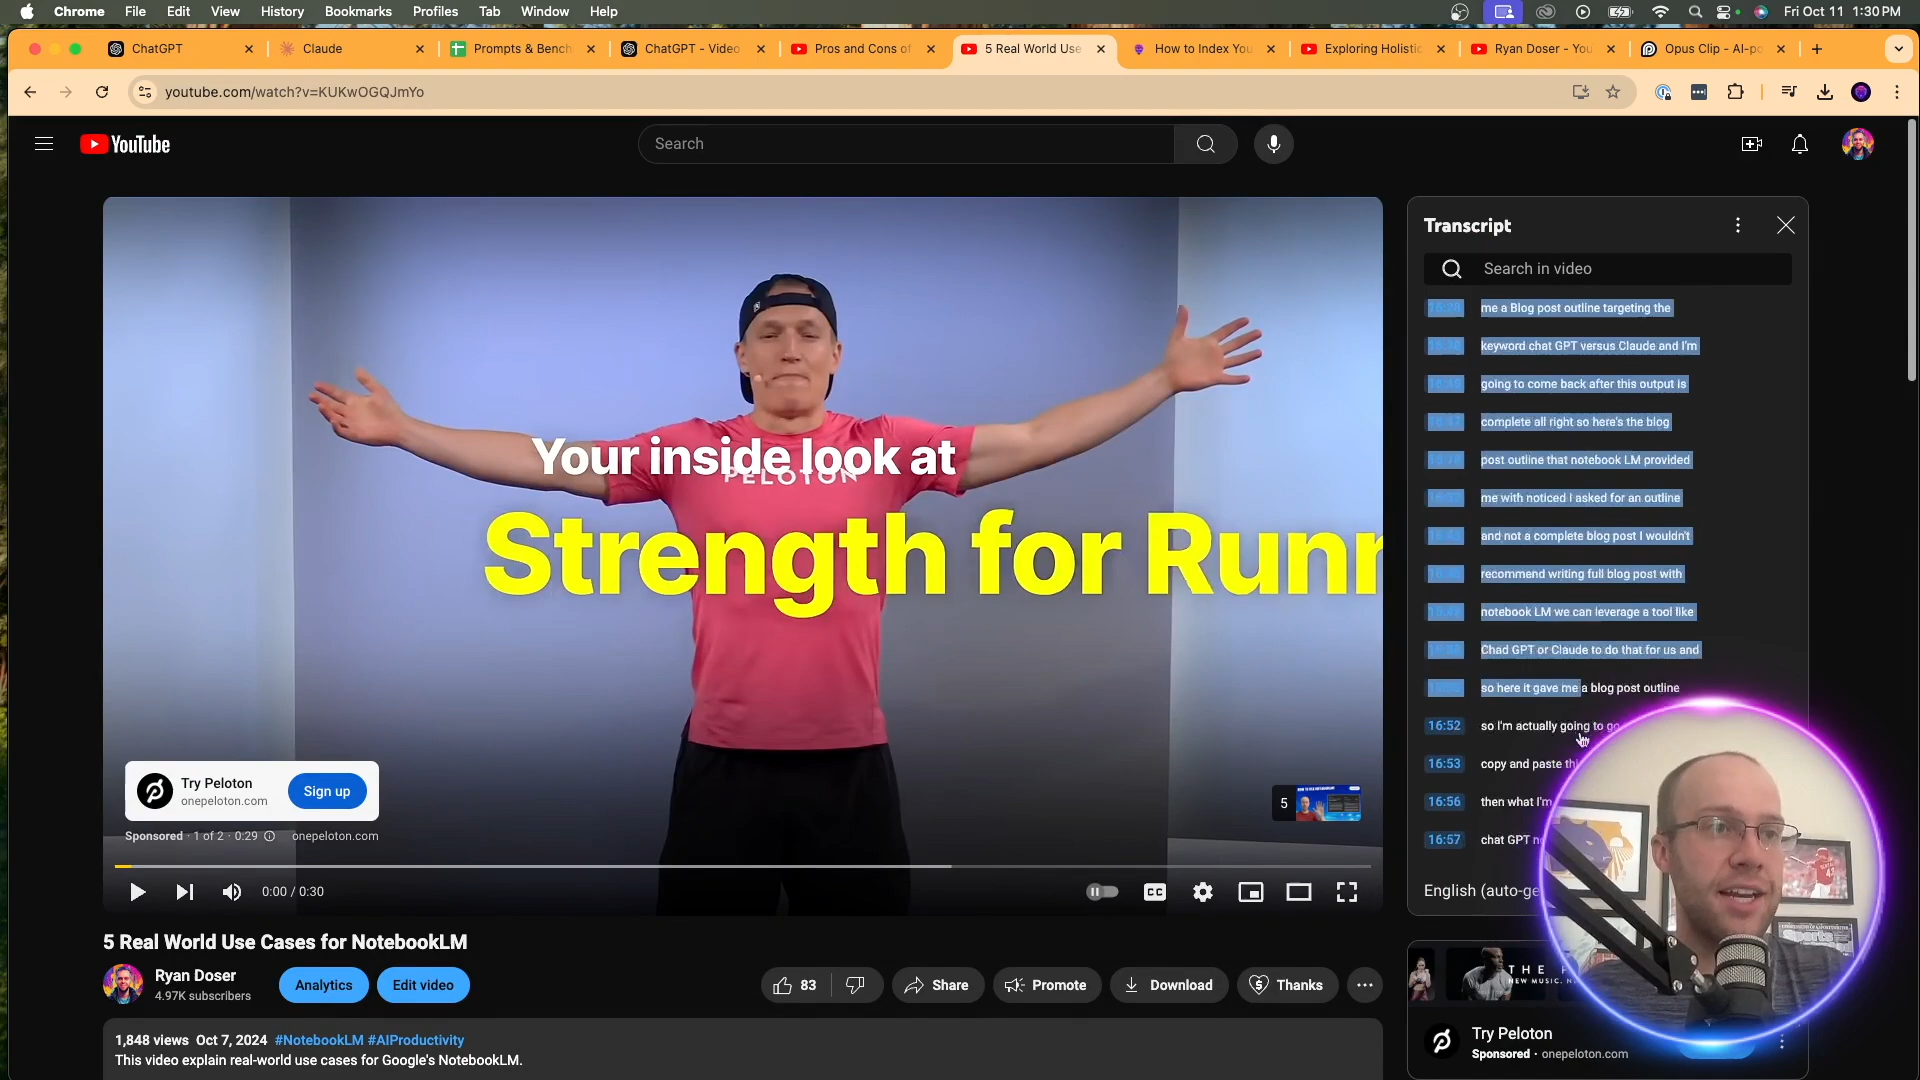 Chrome File Edit View History Bookmarks Profiles Tab Window Help Fri Oct 11 1:30 PM
ChatGPT Claude Prompts & Bench ChatGPT - Video Pros and Cons of 5 Real World Use How to Index You Exploring Holistic Ryan Doser - You Opus Clip - AI-po
youtube.com/watch?v=KUKwOGQJmYo
YouTube
Search
Transcript
Search in video
me a Blog post outline targeting the
keyword chat GPT versus Claude and I'm
going to come back after this output is
complete all right so here's the blog
post outline that notebook LM provided
me with noticed I asked for an outline
and not a complete blog post I wouldn't
recommend writing full blog post with
notebook LM we can leverage a tool like
Chad GPT or Claude to do that for us and
so here it gave me a blog post outline
16:52 so I'm actually going to go
16:53 copy and paste thi
16:56 then what I'm
16:57 chat GPT n
English (auto-ge
Your inside look at
PELOTON
Strength for Runn
Try Peloton
onepeloton.com
Sign up
5
Sponsored · 1 of 2 · 0:29 onepeloton.com
0:00 / 0:30
CC
5 Real World Use Cases for NotebookLM
Ryan Doser
4.97K subscribers
Analytics
Edit video
83
Share
Promote
Download
Thanks
1,848 views Oct 7, 2024 #NotebookLM #AIProductivity
This video explain real-world use cases for Google's NotebookLM.
THE
NEW MUSIC.
Try Peloton
Sponsored · onepeloton.com
Sports